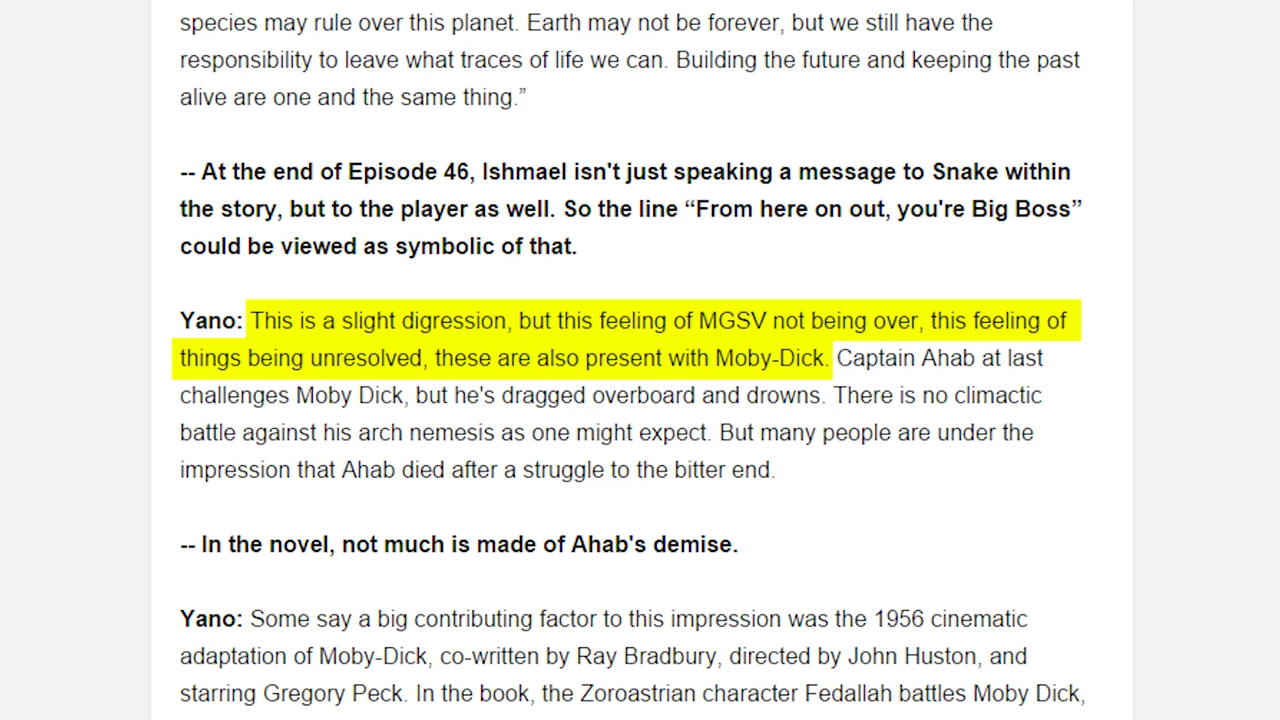 species may rule over this planet. Earth may not be forever, but we still have the
responsibility to leave what traces of life we can. Building the future and keeping the past
alive are one and the same thing.”
-- At the end of Episode 46, Ishmael isn't just speaking a message to Snake within
the story, but to the player as well. So the line “From here on out, you're Big Boss”
could be viewed as symbolic of that.
Yano: This is a slight digression, but this feeling of MGSV not being over, this feeling of
things being unresolved, these are also present with Moby-Dick. Captain Ahab at last
challenges Moby Dick, but he's dragged overboard and drowns. There is no climactic
battle against his arch nemesis as one might expect. But many people are under the
impression that Ahab died after a struggle to the bitter end.
-- In the novel, not much is made of Ahab's demise.
Yano: Some say a big contributing factor to this impression was the 1956 cinematic
adaptation of Moby-Dick, co-written by Ray Bradbury, directed by John Huston, and
starring Gregory Peck. In the book, the Zoroastrian character Fedallah battles Moby Dick,